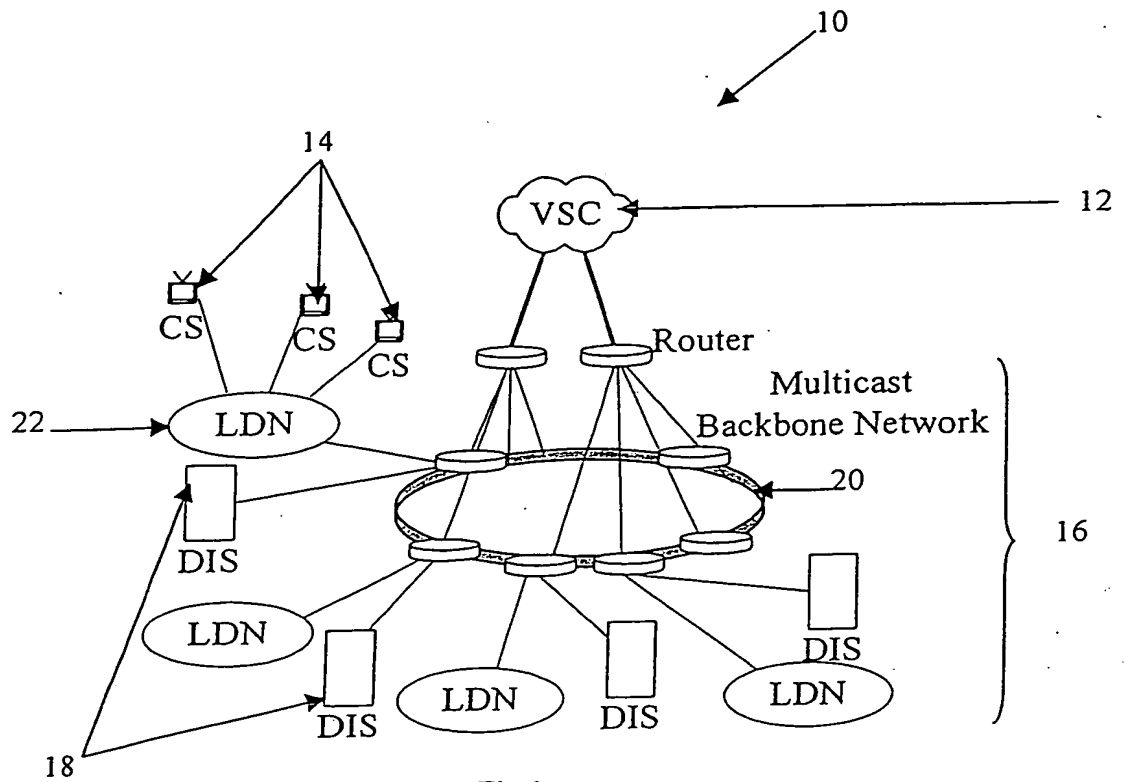 10
14
VSC
12
CS
CS
CS
Router
Multicast
Backbone Network
22
LDN
20
DIS
16
LDN
DIS
DIS
DIS
LDN
LDN
18